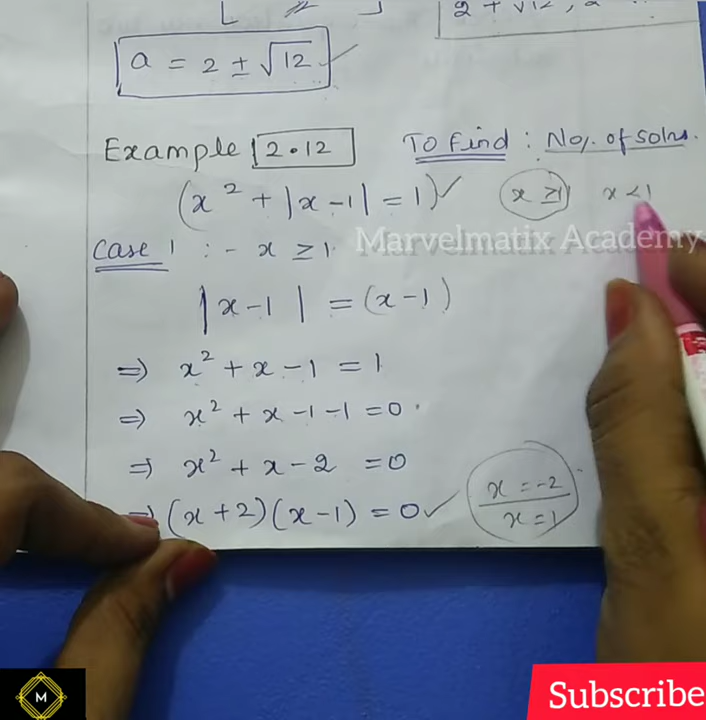 a = 2 ± √12
Example 2.12 To Find : No. of solns.
(x² + |x - 1| = 1) ✓ x ≥ 1 x < 1
Marvelmatix Academy
Case 1 : - x ≥ 1.
|x - 1| = (x - 1)
⇒ x² + x - 1 = 1
⇒ x² + x - 1 - 1 = 0
⇒ x² + x - 2 = 0
⇒ (x + 2)(x - 1) = 0 ✓
x = -2
x = 1
M
Subscribe